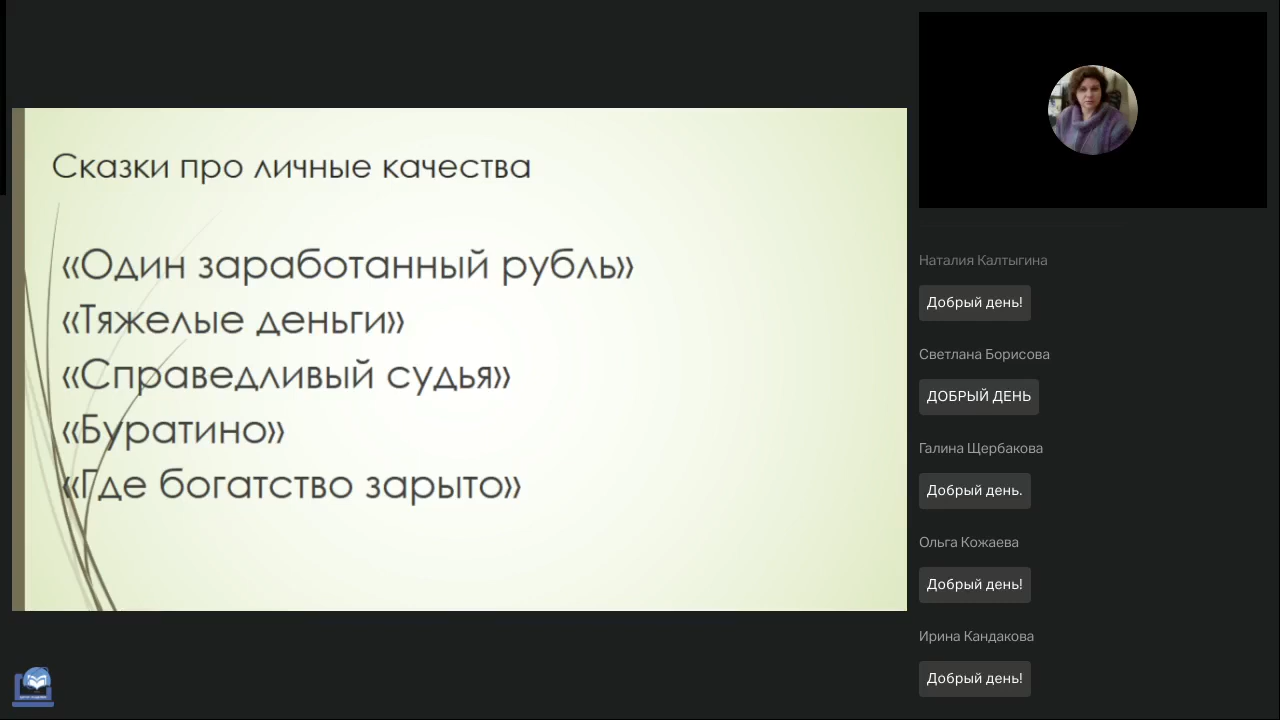 Сказки про личные качества
«Один заработанный рубль»
«Тяжелые деньги»
«Справедливый судья»
«Буратино»
«Где богатство зарыто»
Наталия Калтыгина
Добрый день!
Светлана Борисова
ДОБРЫЙ ДЕНЬ
Галина Щербакова
Добрый день.
Ольга Кожаева
Добрый день!
Ирина Кандакова
Добрый день!